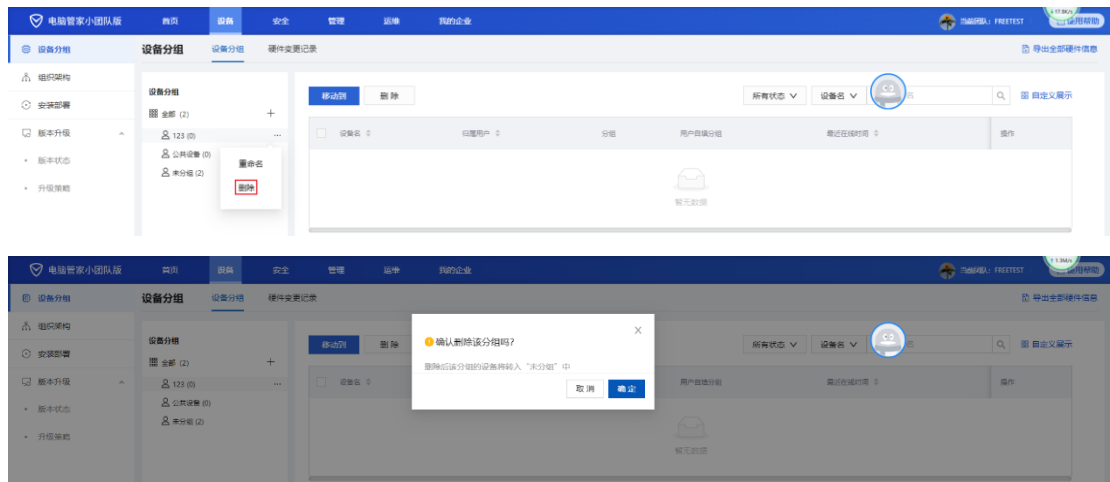 电脑管家小团队版 首页 设备 安全 管理 运维 我的企业 当前团队：FREETEST 使用帮助
设备分组 设备分组 设备分组 硬件变更记录 导出全部硬件信息
组织架构
安装部署
版本升级
版本状态
升级策略
设备分组
全部 (2)
123 (0)
公共设备 (0)
未分组 (2)
重命名
删除
移动到 删除 所有状态 设备名 名 自定义展示
设备名 归属用户 分组 用户自填分组 最近在线时间 操作
暂无数据
电脑管家小团队版 首页 设备 安全 管理 运维 我的企业 FREETEST 使用帮助
设备分组 设备分组 设备分组 硬件变更记录 导出全部硬件信息
组织架构
安装部署
版本升级
版本状态
升级策略
设备分组
全部 (2)
123 (0)
公共设备 (0)
未分组 (2)
移动到 删除 所有状态 设备名 名 自定义展示
设备名 用户自填分组 最近在线时间 操作
暂无数据
确认删除该分组吗？
删除后该分组的设备将转入“未分组”中
取消 确定